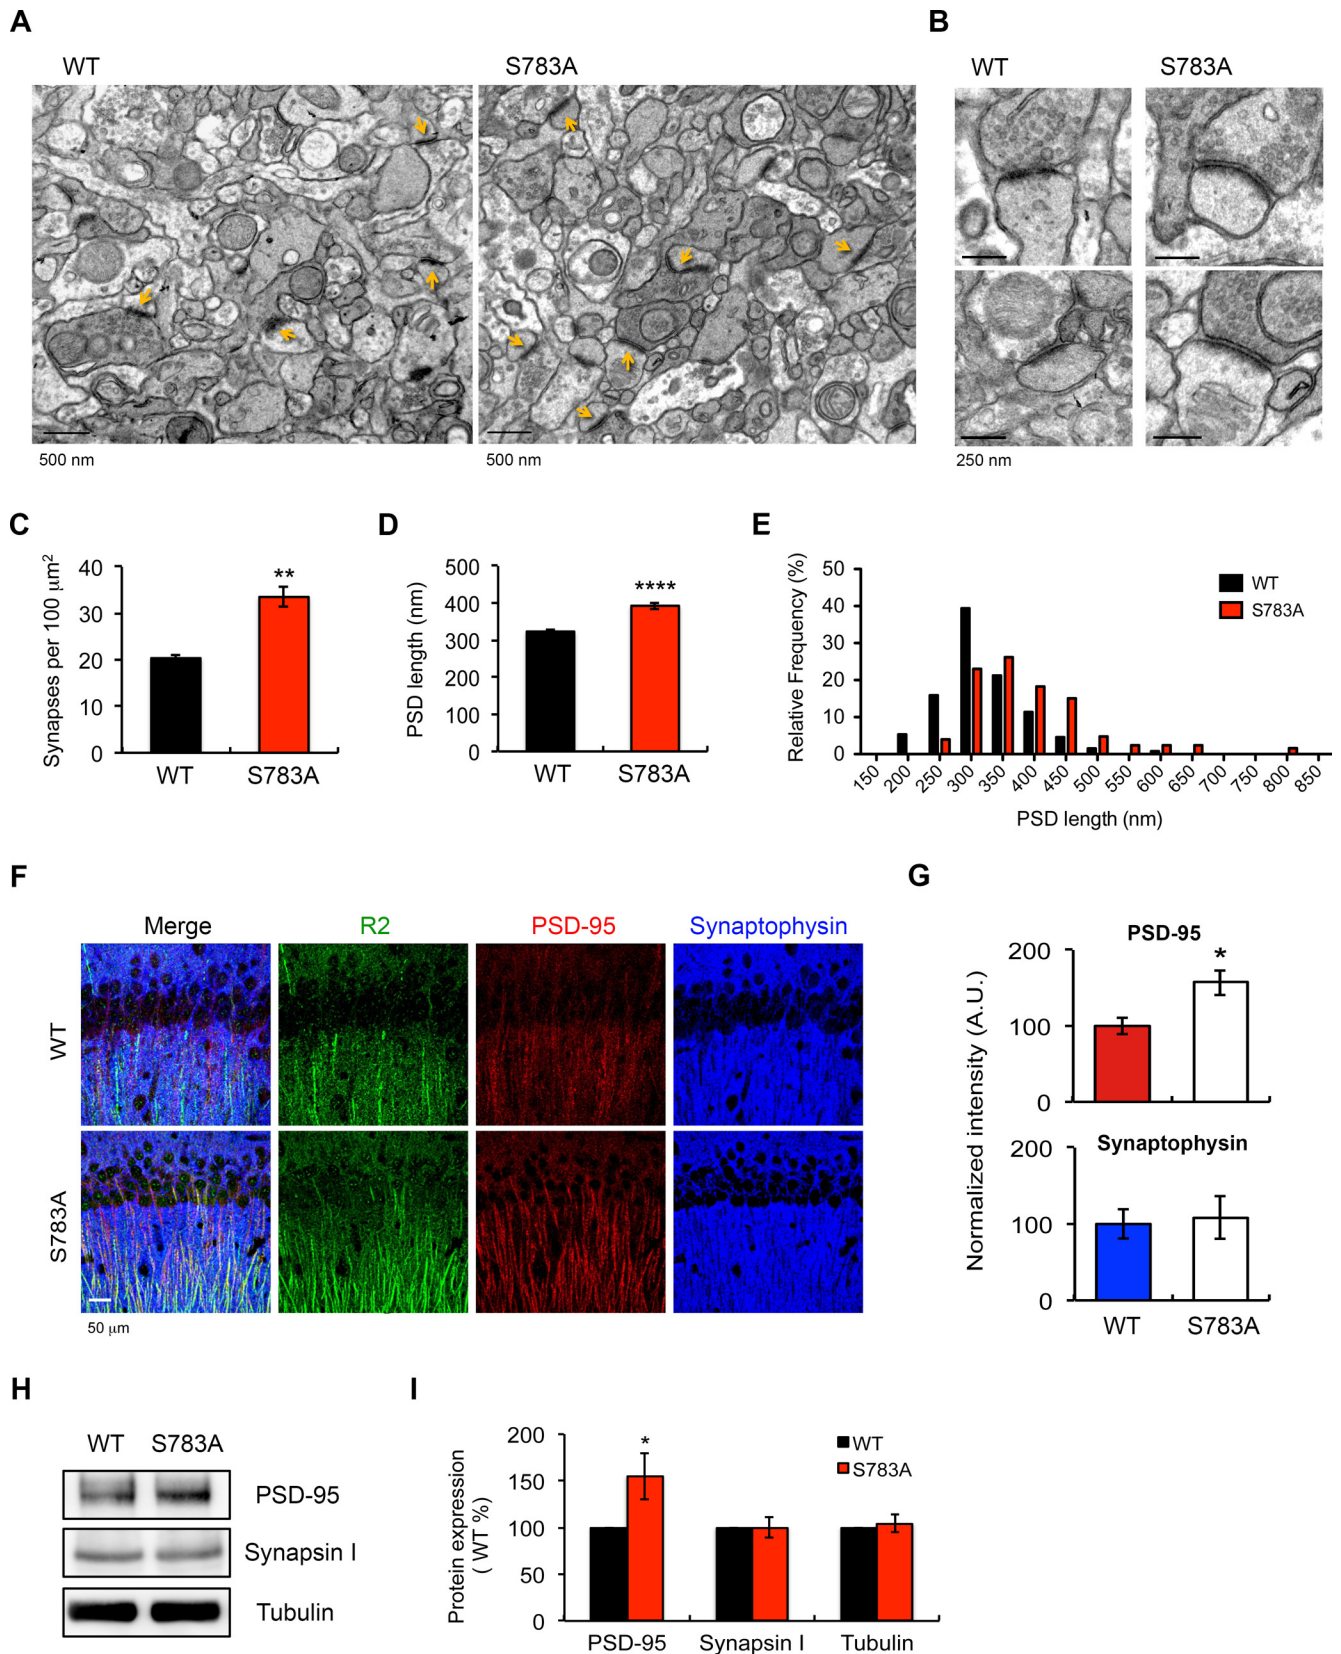 A
WT
S783A
500 nm
500 nm
B
WT
S783A
250 nm
C
Synapses per 100 μm²
40
30
20
10
0
**
WT
S783A
D
PSD length (nm)
500
400
300
200
100
0
****
WT
S783A
E
Relative Frequency (%)
50
40
30
20
10
0
WT
S783A
150 200 250 300 350 400 450 500 550 600 650 700 750 800 850
PSD length (nm)
F
Merge
R2
PSD-95
Synaptophysin
WT
S783A
50 μm
G
Normalized intensity (A.U.)
PSD-95
200
100
0
*
Synaptophysin
200
100
0
WT
S783A
H
WT
S783A
PSD-95
Synapsin I
Tubulin
I
Protein expression
( WT %)
200
150
100
50
0
*
WT
S783A
PSD-95
Synapsin I
Tubulin